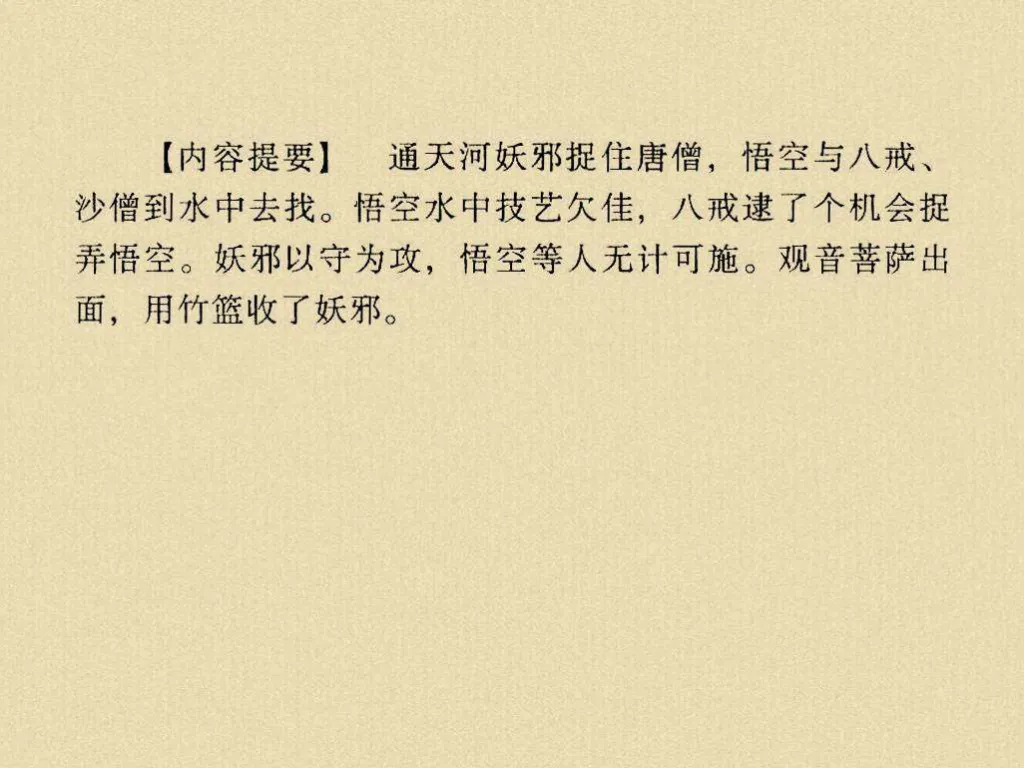 【内容提要】 通天河妖邪捉住唐僧，悟空与八戒、
沙僧到水中去找。悟空水中技艺欠佳，八戒逮了个机会捉
弄悟空。妖邪以守为攻，悟空等人无计可施。观音菩萨出
面，用竹篮收了妖邪。